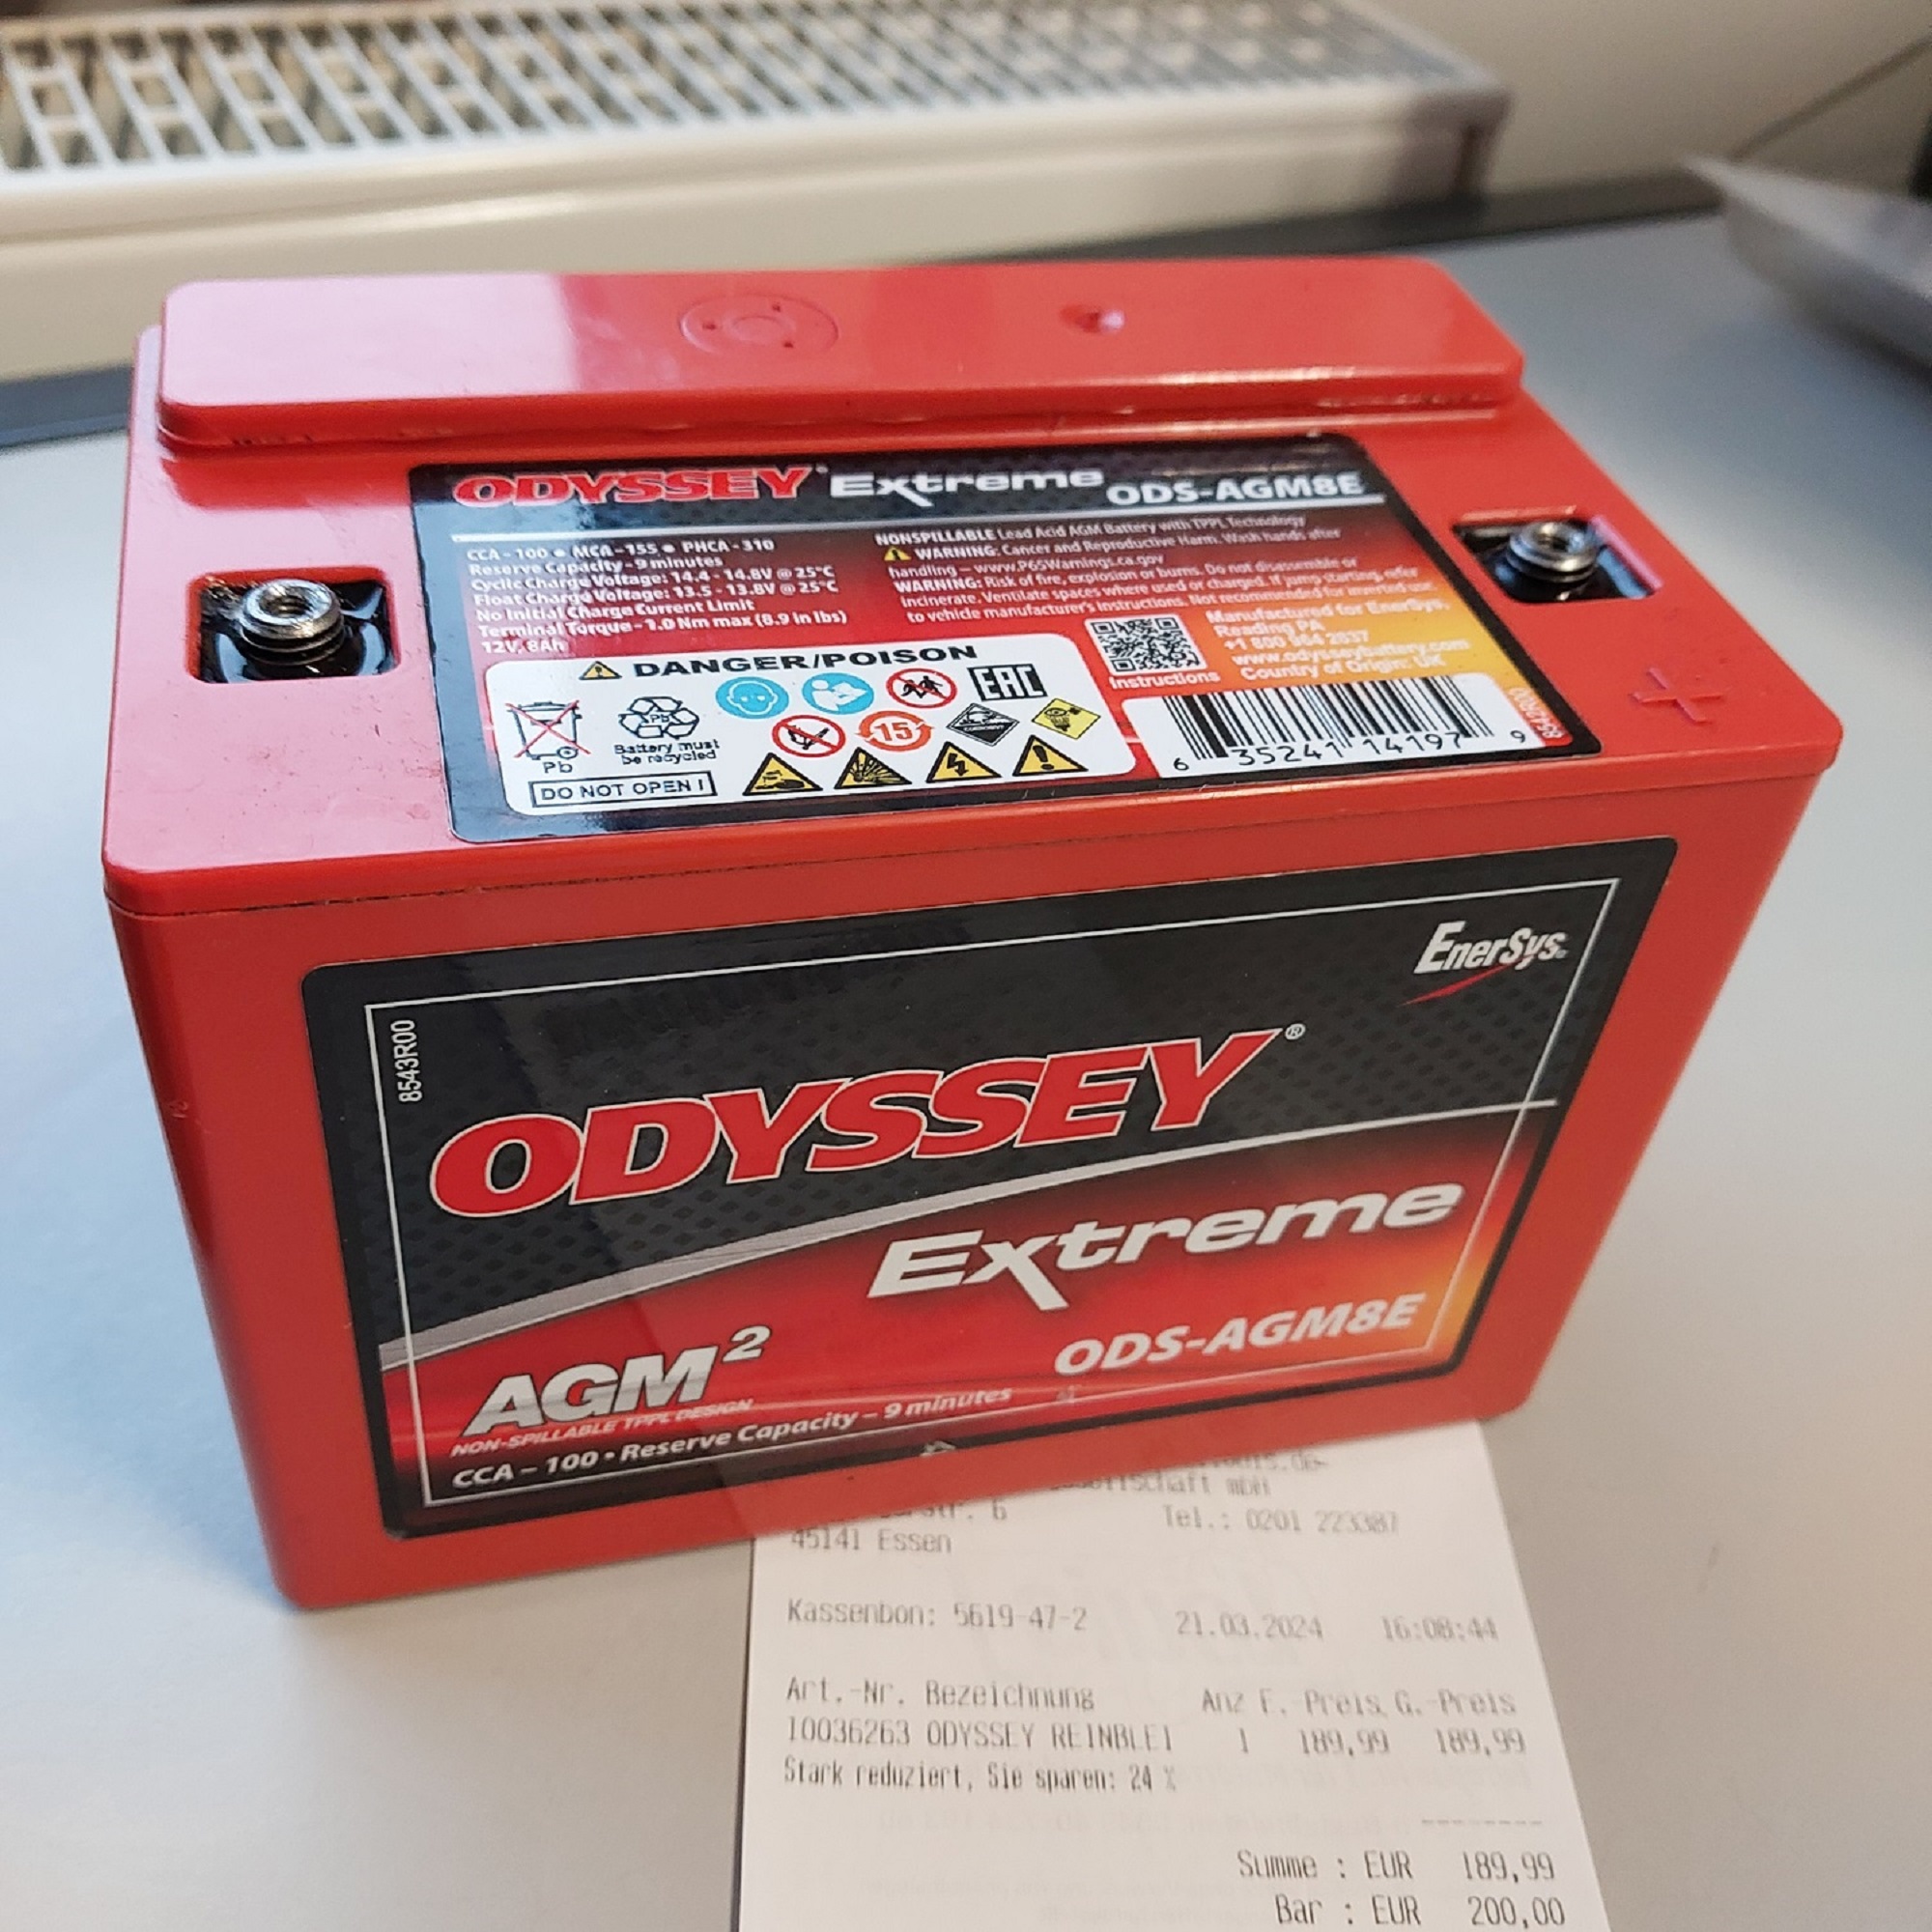 ODYSSEY® Extreme ODS-AGM8E
CCA - 100 ● MCA - 155 ● PHCA - 310
Reserve Capacity - 9 minutes
Cyclic Charge Voltage: 14.4 - 14.8V @ 25°C
Float Charge Voltage: 13.5 - 13.8V @ 25°C
No Initial Charge Current Limit
Terminal Torque - 1.0 Nm max (8.9 in lbs)
12V, 8Ah
NONSPILLABLE Lead Acid AGM Battery with TPPL Technology
WARNING: Cancer and Reproductive Harm. Wash hands after
handling – www.P65Warnings.ca.gov
WARNING: Risk of fire, explosion or burns. Do not disassemble or
incinerate. Ventilate spaces where used or charged. If jump starting, refer
to vehicle manufacturer's instructions. Not recommended for inverted use
Manufactured for EnerSys,
Reading PA
+1 800 964 2837
www.odysseybattery.com
Country of Origin: UK
Instructions
DANGER/POISON
EAC
15
Pb
Pb
Battery must
be recycled
DO NOT OPEN !
6 35241 14197 9
+
EnerSys
8543R00
ODYSSEY®
Extreme
ODS-AGM8E
AGM²
NON-SPILLABLE TPPL DESIGN
CCA – 100 • Reserve Capacity – 9 minutes
mbH
6 Tel.: 0201 223387
45141 Essen
Kassenbon: 5619-47-2 21.03.2024 16:08:44
Art.-Nr. Bezeichnung Anz E.-Preis G.-Preis
10036263 ODYSSEY REINBLEI 1 189,99 189,99
Stark reduziert, Sie sparen: 24 %
--------
Summe : EUR 189,99
Bar : EUR 200,00